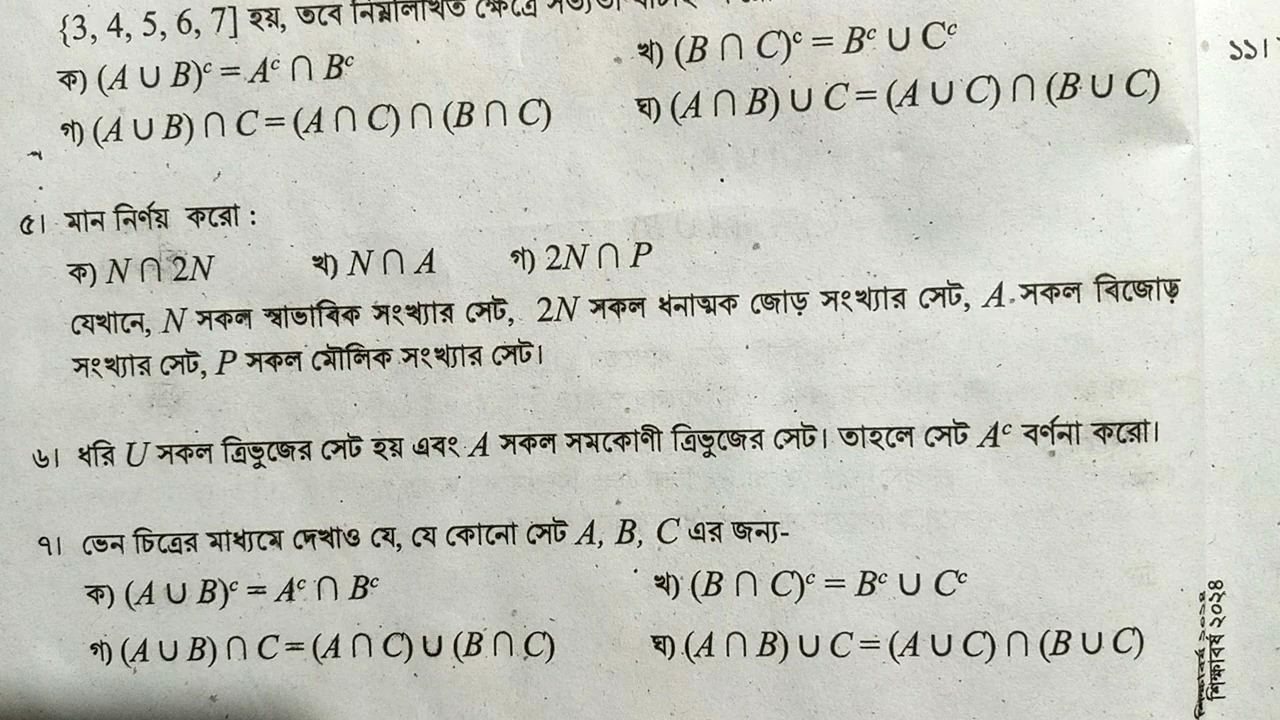 {3, 4, 5, 6, 7] হয়, তবে নিম্নলিখিত ক্ষেত্রে
ক) (A ∪ B)ᶜ = Aᶜ ∩ Bᶜ খ) (B ∩ C)ᶜ = Bᶜ ∪ Cᶜ
গ) (A ∪ B) ∩ C = (A ∩ C) ∩ (B ∩ C) ঘ) (A ∩ B) ∪ C = (A ∪ C) ∩ (B ∪ C)
১১।
৫। মান নির্ণয় করো :
ক) N ∩ 2N খ) N ∩ A গ) 2N ∩ P
যেখানে, N সকল স্বাভাবিক সংখ্যার সেট, 2N সকল ধনাত্মক জোড় সংখ্যার সেট, A সকল বিজোড়
সংখ্যার সেট, P সকল মৌলিক সংখ্যার সেট।
৬। ধরি U সকল ত্রিভুজের সেট হয় এবং A সকল সমকোণী ত্রিভুজের সেট। তাহলে সেট Aᶜ বর্ণনা করো।
৭। ভেন চিত্রের মাধ্যমে দেখাও যে, যে কোনো সেট A, B, C এর জন্য-
ক) (A ∪ B)ᶜ = Aᶜ ∩ Bᶜ খ) (B ∩ C)ᶜ = Bᶜ ∪ Cᶜ
গ) (A ∪ B) ∩ C = (A ∩ C) ∪ (B ∩ C) ঘ) (A ∩ B) ∪ C = (A ∪ C) ∩ (B ∪ C)
শিক্ষাবর্ষ ২০২৪